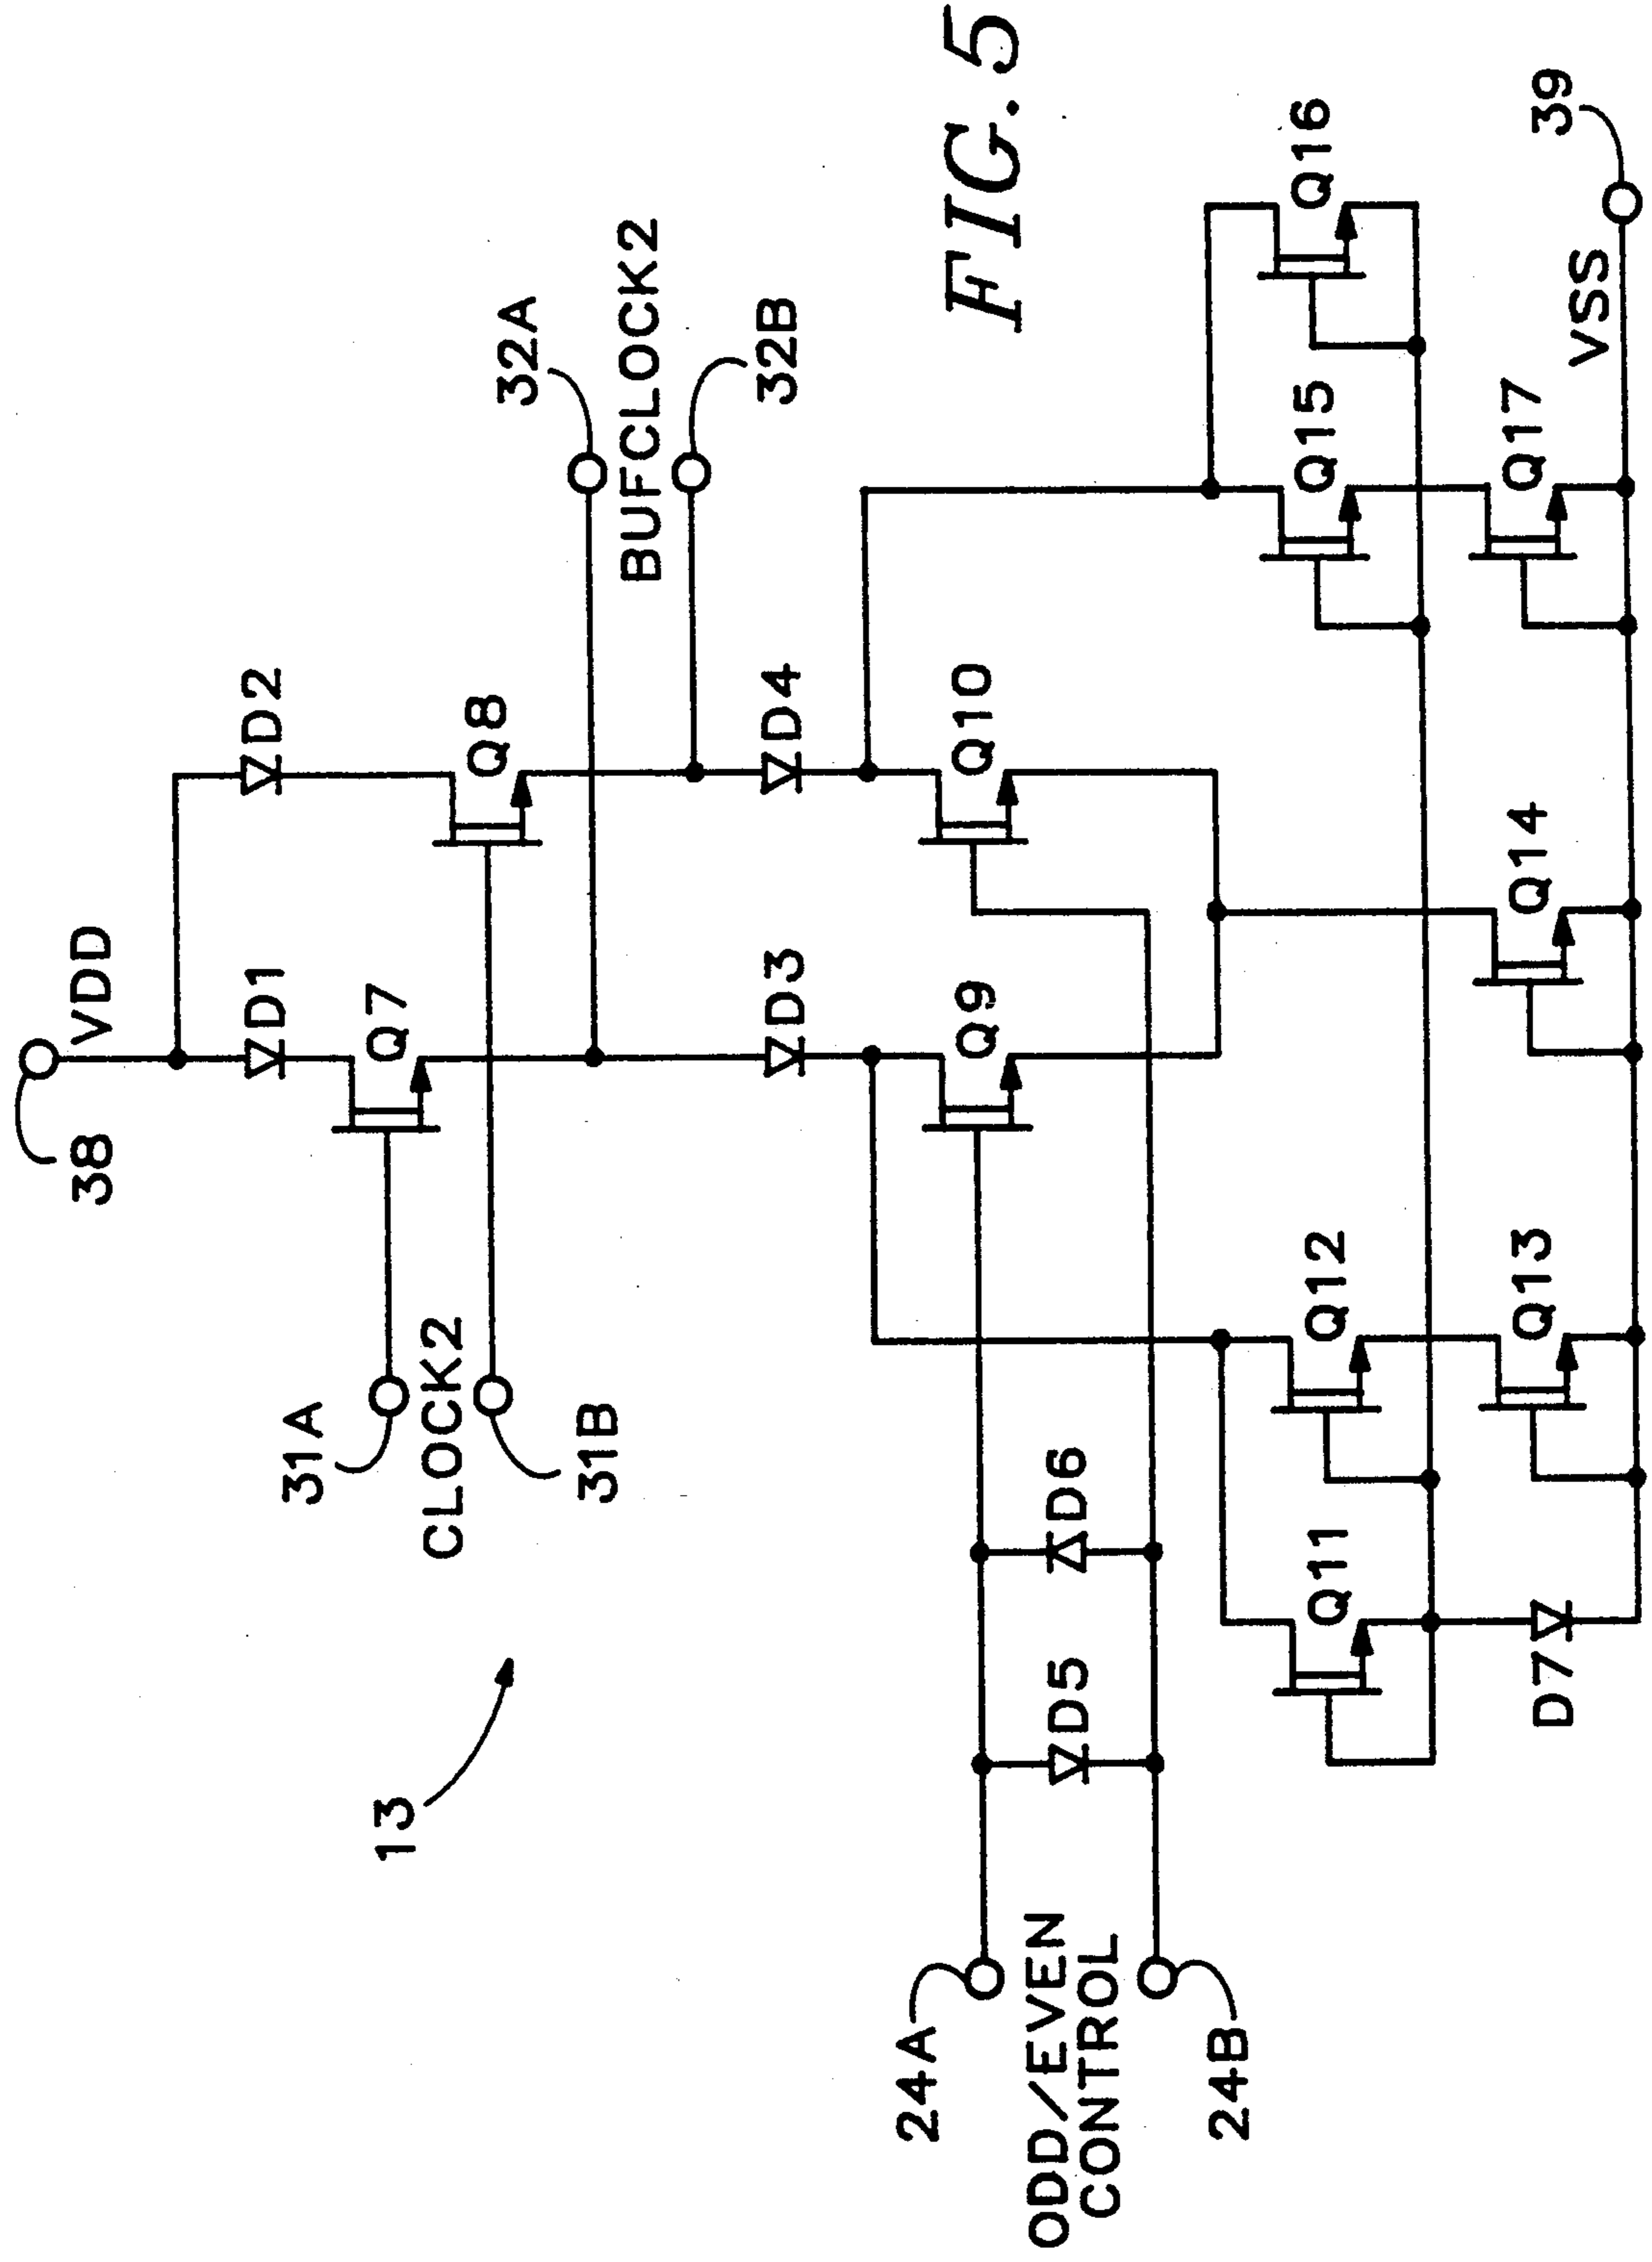 38
VDD
D1
D2
Q7
Q8
31A
CLOCK2
31B
32A
BUFCLOCK2
32B
13
D3
D4
Q9
Q10
FIG. 5
24A
ODD/EVEN
CONTROL
24B
D5
D6
Q11
Q12
Q15
Q16
D7
Q13
Q14
Q17
VSS
39